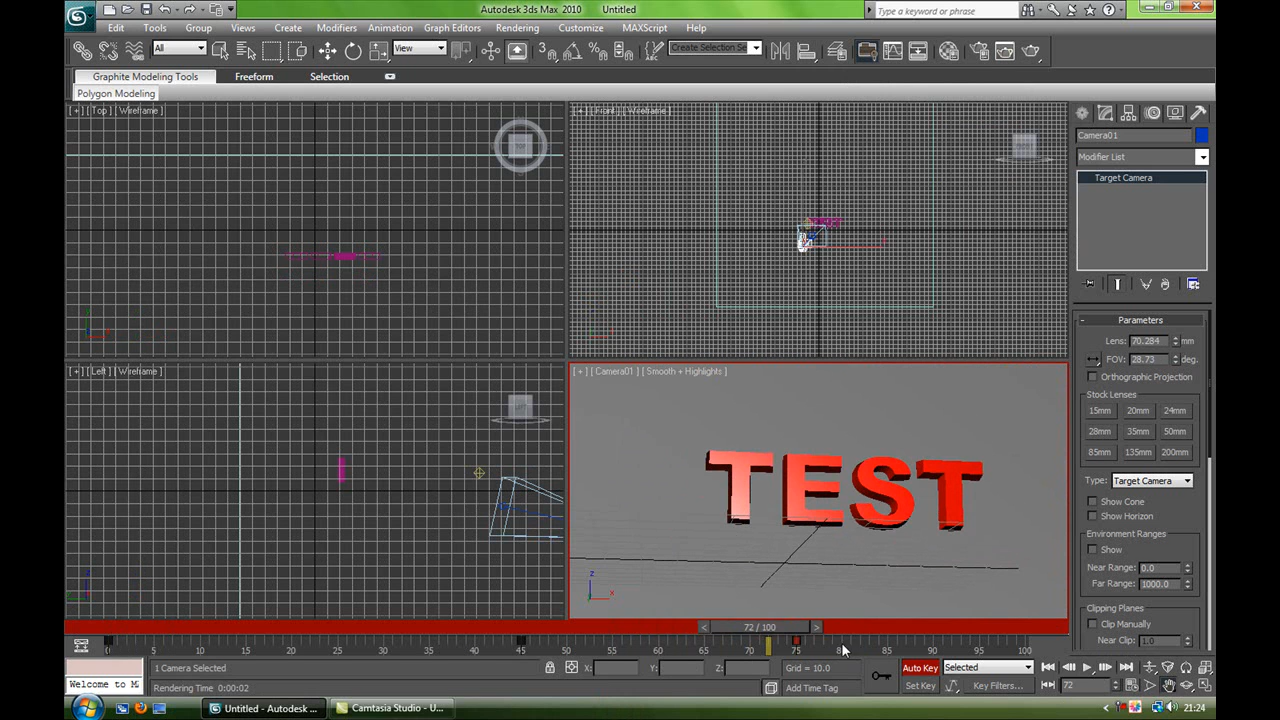 Autodesk 3ds Max 2010 Untitled
Type a keyword or phrase
Edit Tools Group Views Create Modifiers Animation Graph Editors Rendering Customize MAXScript Help
All View Create Selection Se
Graphite Modeling Tools Freeform Selection
Polygon Modeling
[ + ] [ Top ] [ Wireframe ]
[ + ] [ Front ] [ Wireframe ]
TOP
Camera01
Modifier List
Target Camera
[ + ] [ Left ] [ Wireframe ]
[ + ] [ Camera01 ] [ Smooth + Highlights ]
LEFT
TEST
z
x
Parameters
Lens: 70.284 mm
FOV: 28.73 deg.
Orthographic Projection
Stock Lenses
15mm 20mm 24mm
28mm 35mm 50mm
85mm 135mm 200mm
Type: Target Camera
Show Cone
Show Horizon
Environment Ranges
Show
Near Range: 0.0
Far Range: 1000.0
Clipping Planes
Clip Manually
Near Clip: 1.0
< 72 / 100 >
0 5 10 15 20 25 30 35 40 45 50 55 60 65 70 75 80 85 90 95 100
1 Camera Selected X: Y: Z: Grid = 10.0 Auto Key Selected
Welcome to M Rendering Time 0:00:02 Add Time Tag Set Key Key Filters... 72
Untitled - Autodesk ... Camtasia Studio - U... 21:24